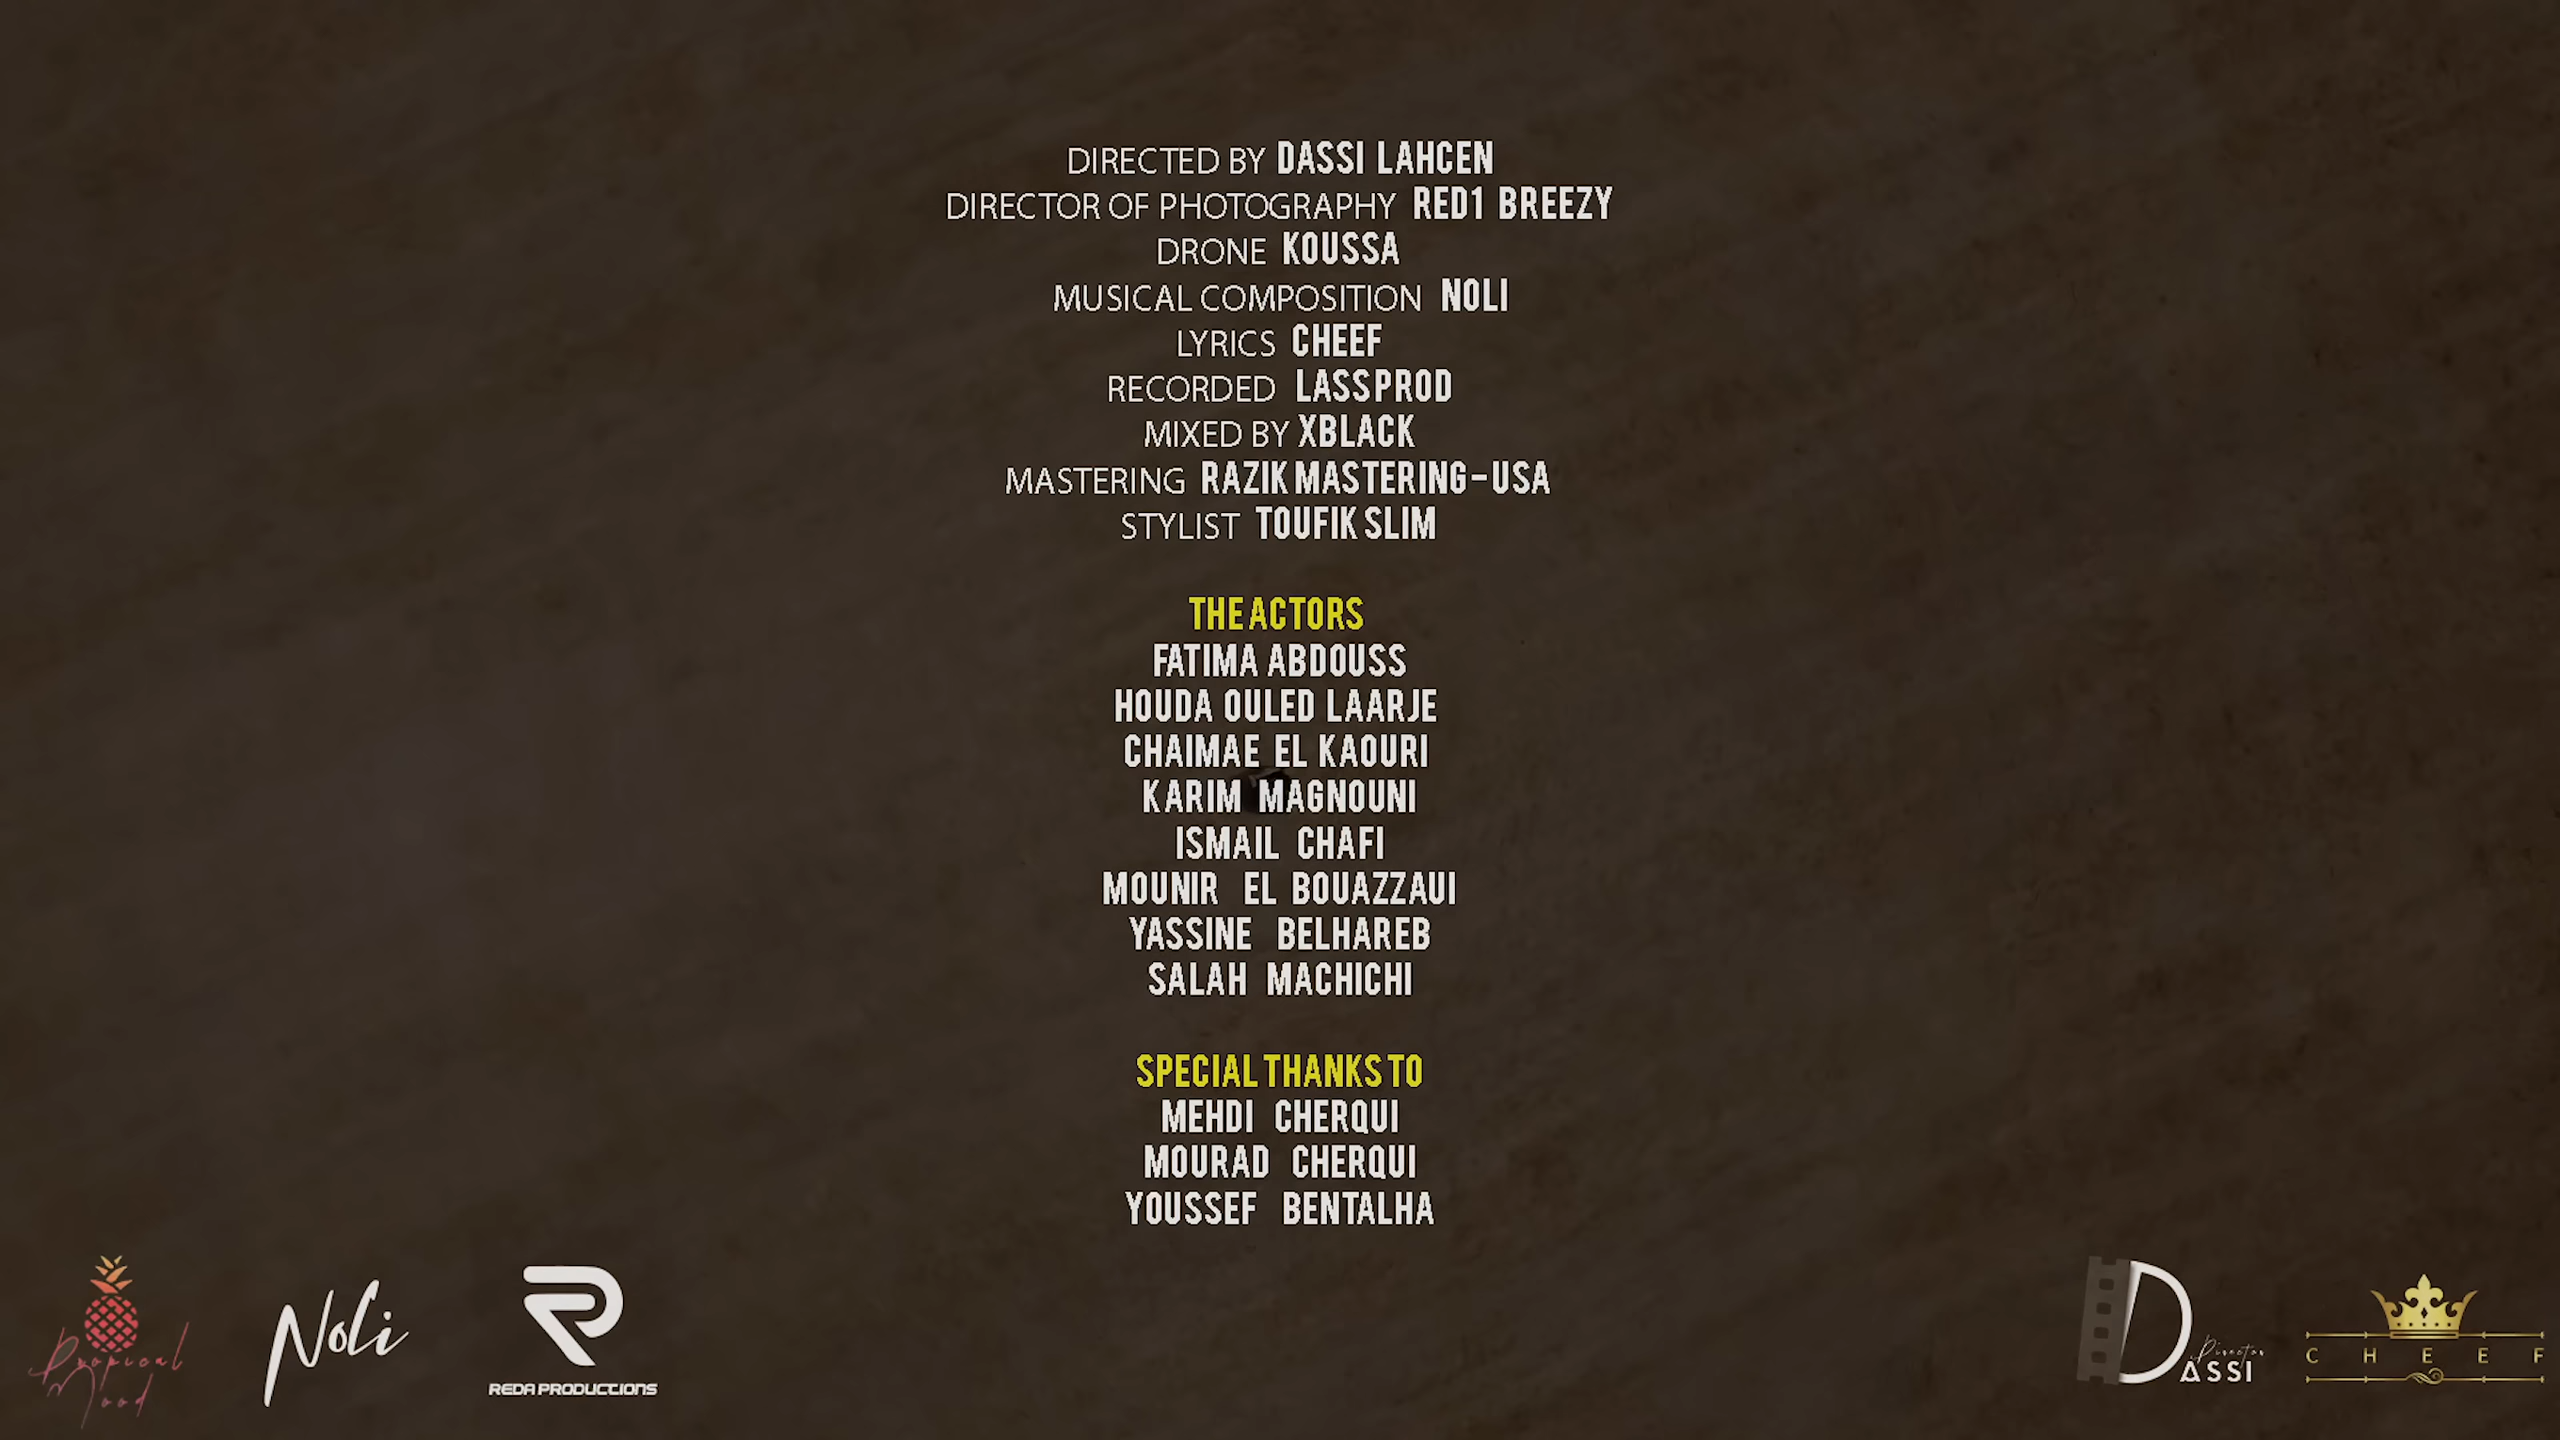 DIRECTED BY DASSI LAHCEN
DIRECTOR OF PHOTOGRAPHY RED1 BREEZY
DRONE KOUSSA
MUSICAL COMPOSITION NOLI
LYRICS CHEEF
RECORDED LASSPROD
MIXED BY XBLACK
MASTERING RAZIK MASTERING-USA
STYLIST TOUFIK SLIM
THE ACTORS
FATIMA ABDOUSS
HOUDA OULED LAARJE
CHAIMAE EL KAOURI
KARIM MAGNOUNI
ISMAIL CHAFI
MOUNIR EL BOUAZZAUI
YASSINE BELHAREB
SALAH MACHICHI
SPECIAL THANKS TO
MEHDI CHERQUI
MOURAD CHERQUI
YOUSSEF BENTALHA
Tropical
Mood
Noli
REDA PRODUCTIONS
Director
DASSI
CHEEF